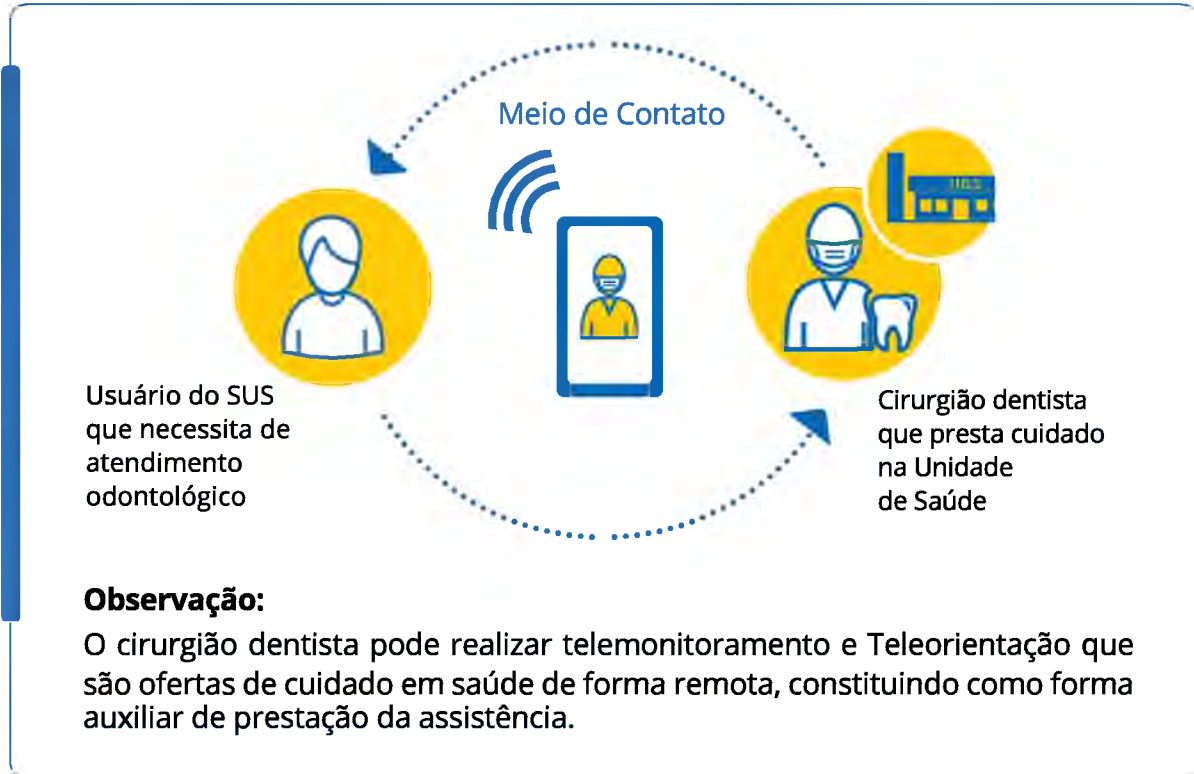 Meio de Contato
UBS
Usuário do SUS
que necessita de
atendimento
odontológico
Cirurgião dentista
que presta cuidado
na Unidade
de Saúde
Observação:
O cirurgião dentista pode realizar telemonitoramento e Teleorientação que
são ofertas de cuidado em saúde de forma remota, constituindo como forma
auxiliar de prestação da assistência.